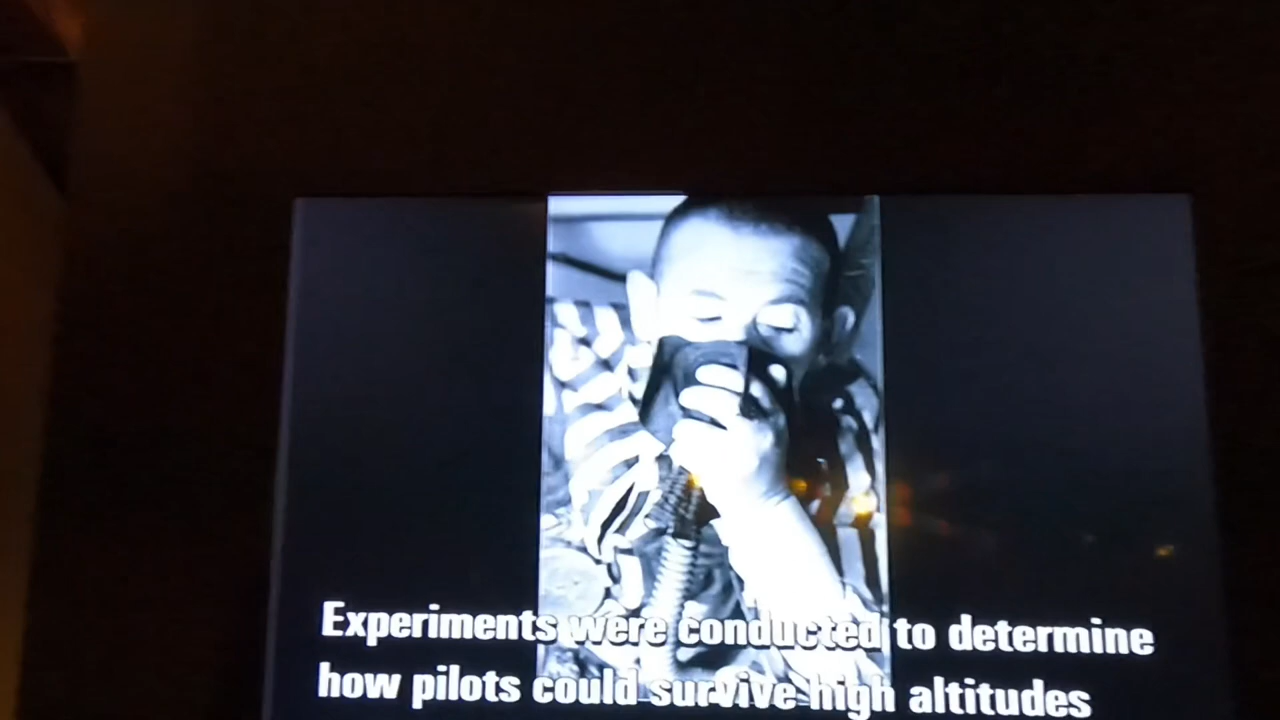 Experiments were conducted to determine
how pilots could survive high altitudes